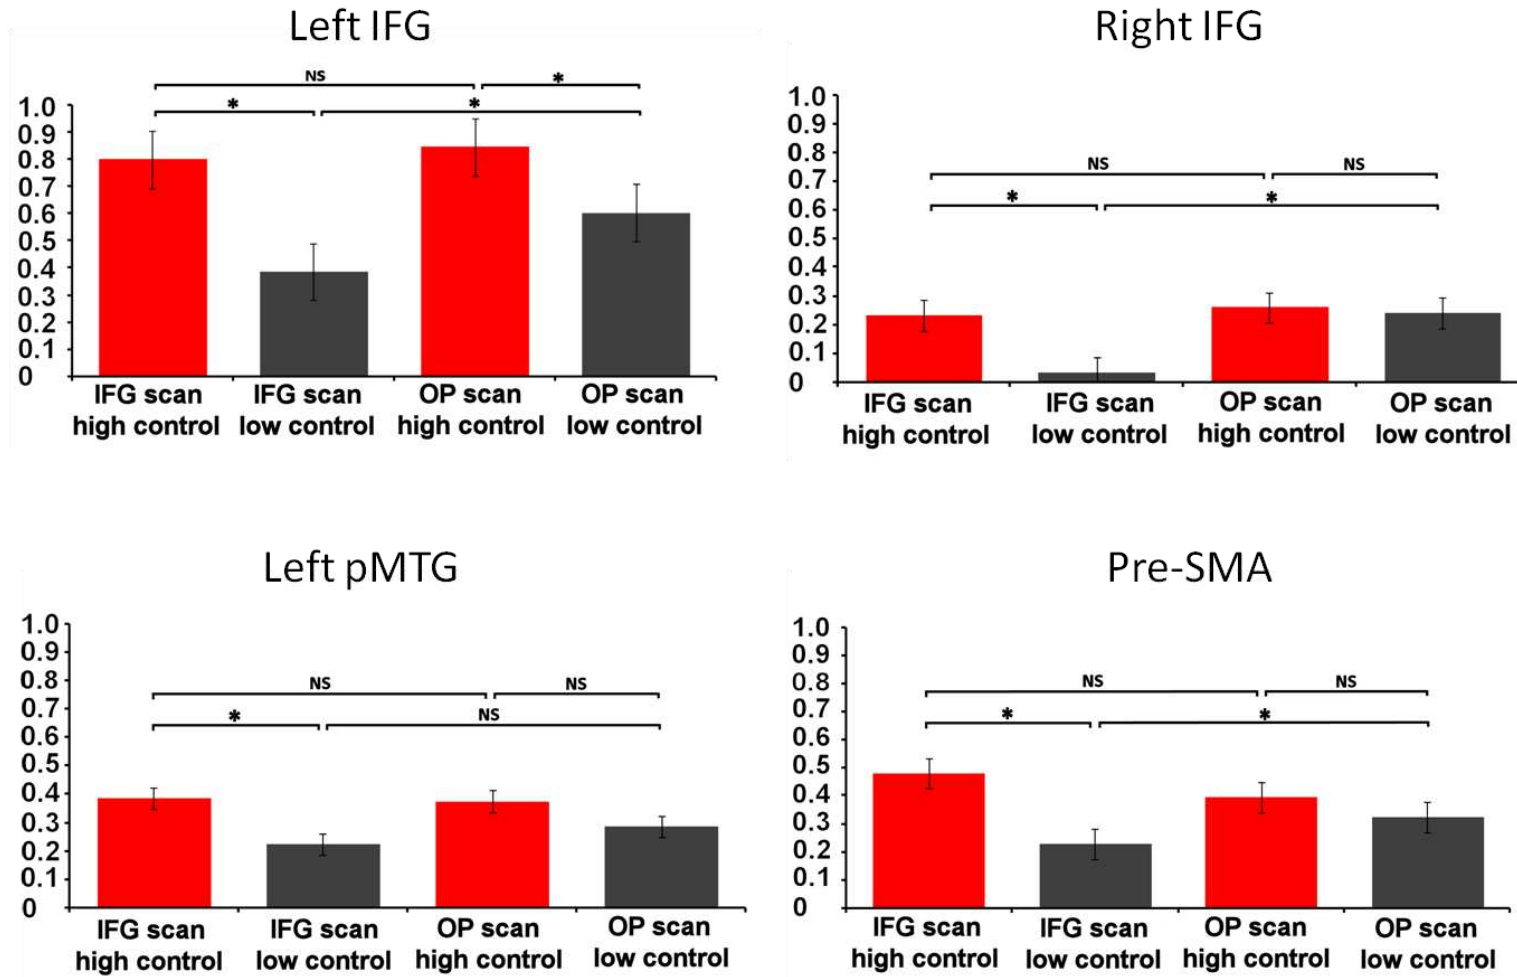 Left IFG
NS
*
*
*
1.0
0.9
0.8
0.7
0.6
0.5
0.4
0.3
0.2
0.1
0
IFG scan high control
IFG scan low control
OP scan high control
OP scan low control
Right IFG
NS
NS
*
*
1.0
0.9
0.8
0.7
0.6
0.5
0.4
0.3
0.2
0.1
0
IFG scan high control
IFG scan low control
OP scan high control
OP scan low control
Left pMTG
NS
NS
*
NS
1.0
0.9
0.8
0.7
0.6
0.5
0.4
0.3
0.2
0.1
0
IFG scan high control
IFG scan low control
OP scan high control
OP scan low control
Pre-SMA
NS
NS
*
*
1.0
0.9
0.8
0.7
0.6
0.5
0.4
0.3
0.2
0.1
0
IFG scan high control
IFG scan low control
OP scan high control
OP scan low control